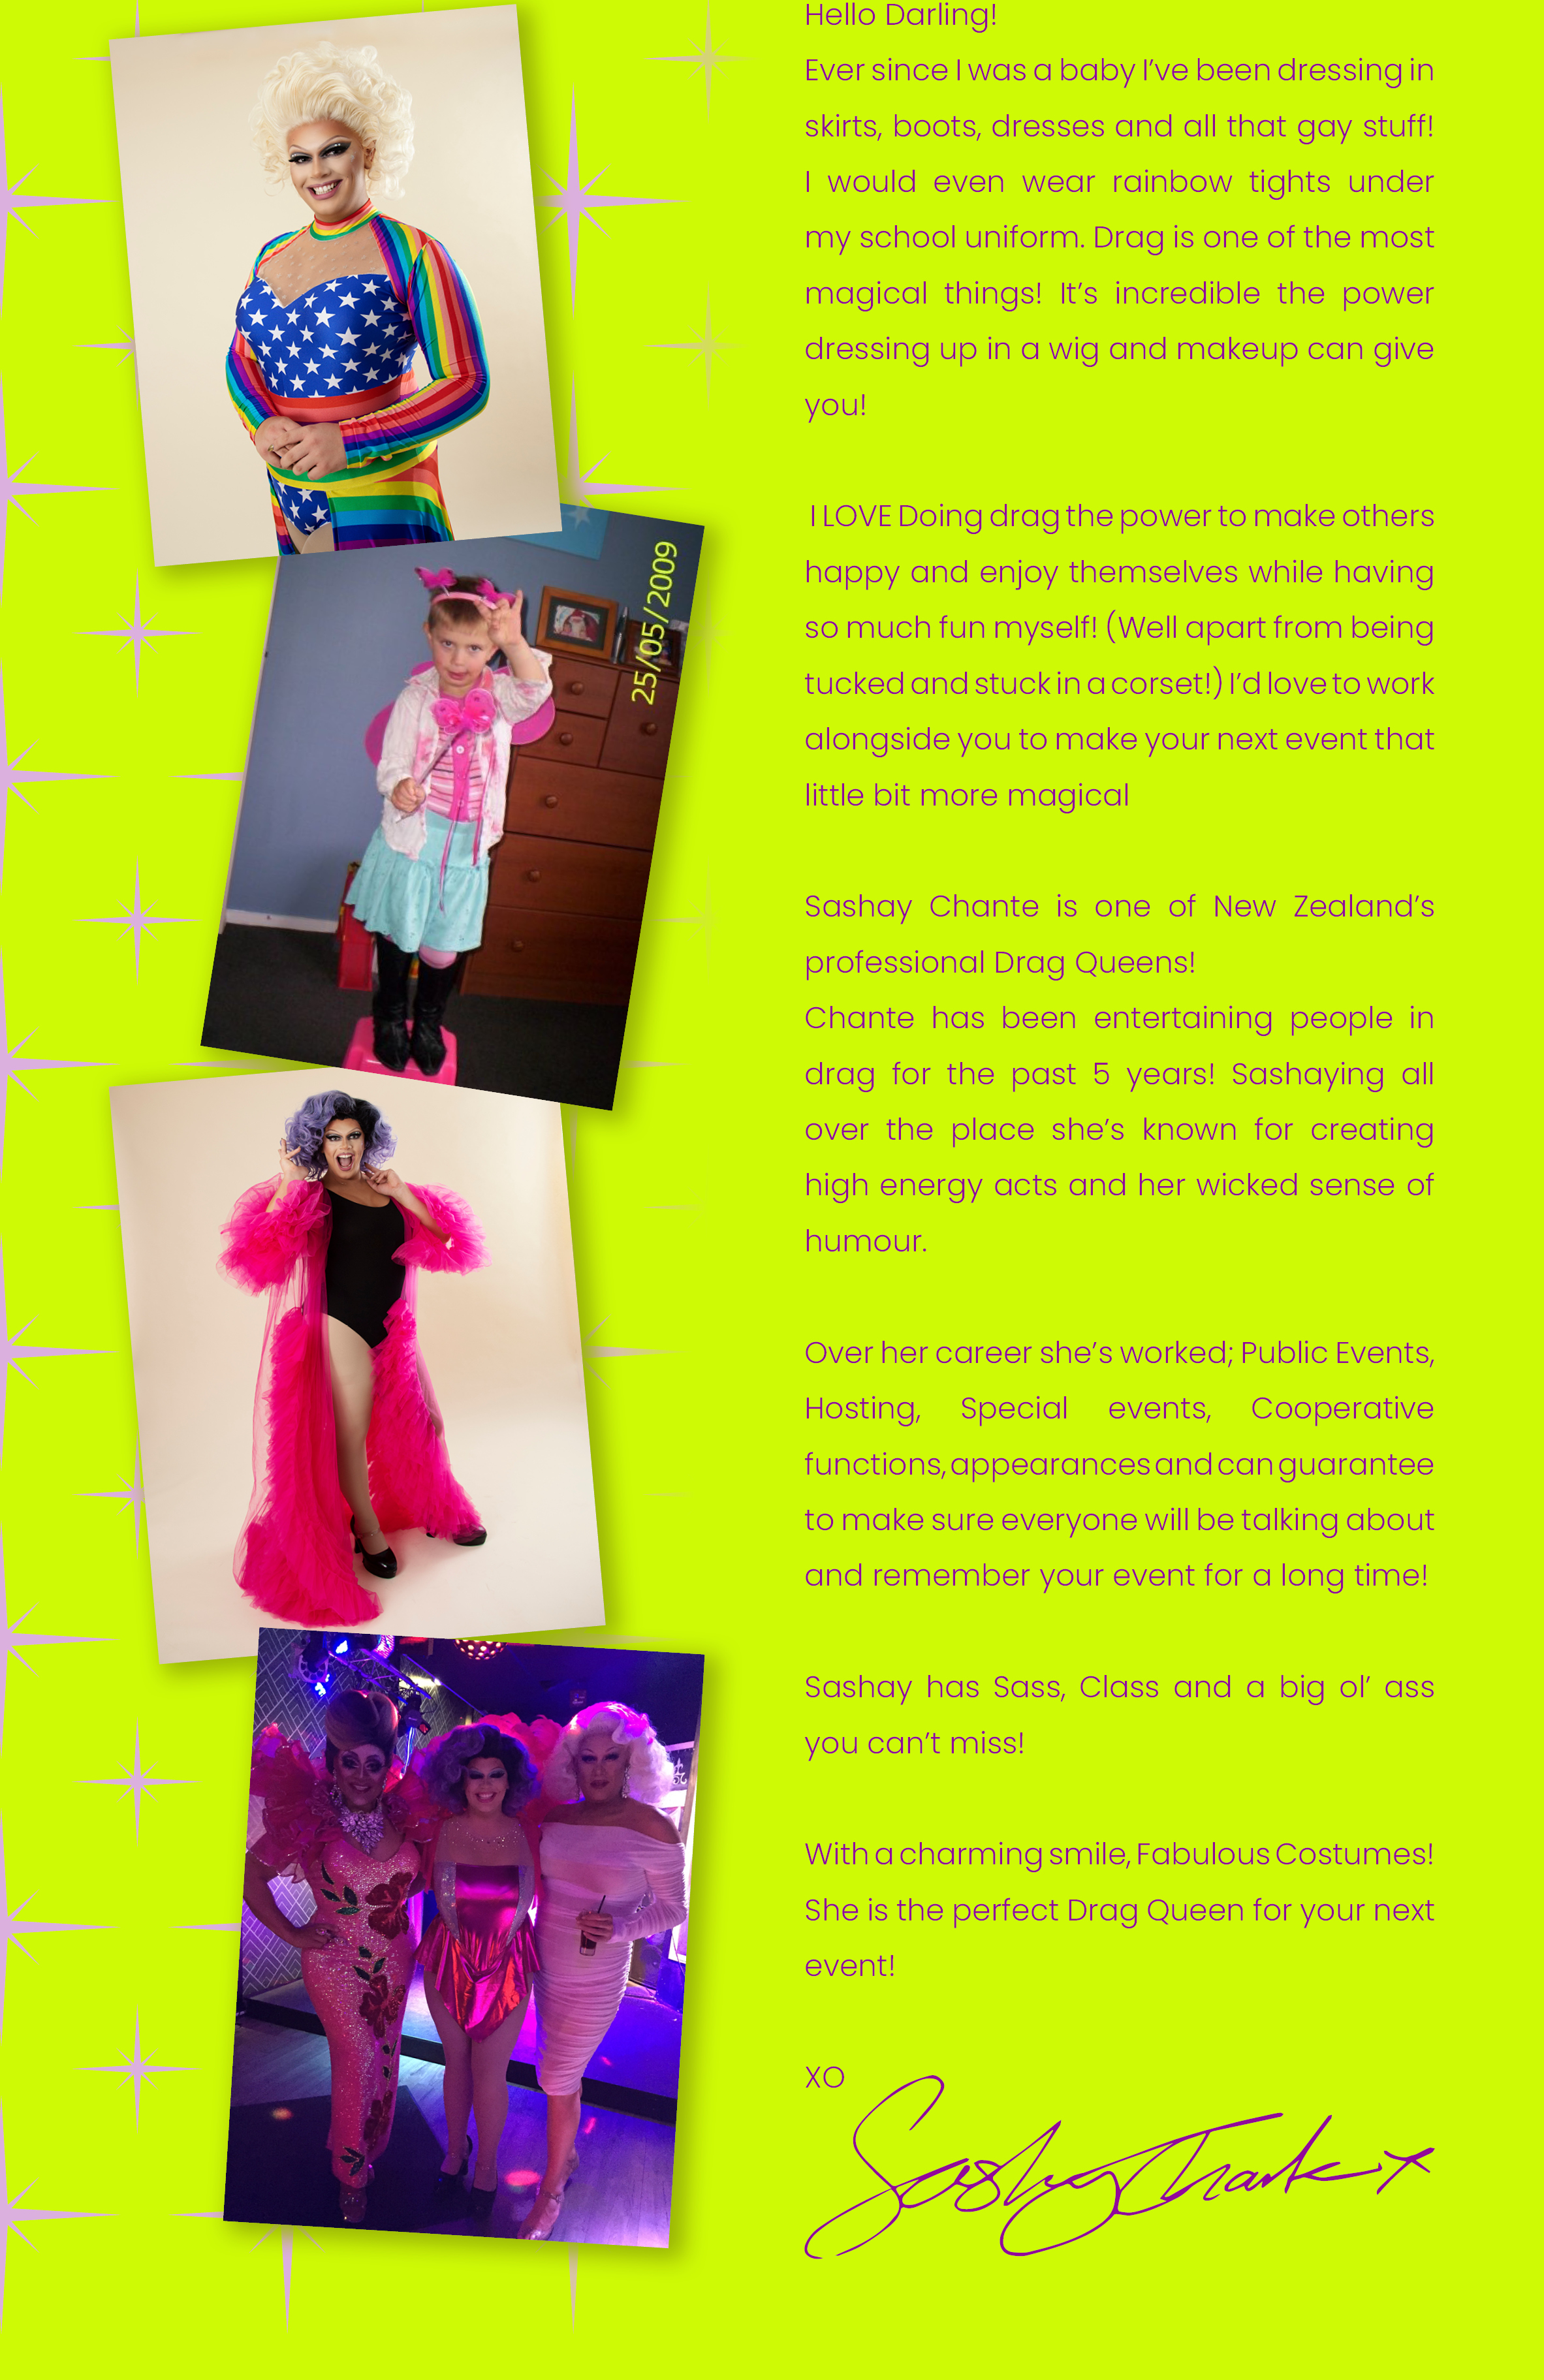 Hello Darling!
Ever since I was a baby I’ve been dressing in
skirts, boots, dresses and all that gay stuff!
I would even wear rainbow tights under
my school uniform. Drag is one of the most
magical things! It’s incredible the power
dressing up in a wig and makeup can give
you!
I LOVE Doing drag the power to make others
happy and enjoy themselves while having
so much fun myself! (Well apart from being
tucked and stuck in a corset!) I’d love to work
alongside you to make your next event that
little bit more magical
Sashay Chante is one of New Zealand’s
professional Drag Queens!
Chante has been entertaining people in
drag for the past 5 years! Sashaying all
over the place she’s known for creating
high energy acts and her wicked sense of
humour.
Over her career she’s worked; Public Events,
Hosting, Special events, Cooperative
functions, appearances and can guarantee
to make sure everyone will be talking about
and remember your event for a long time!
Sashay has Sass, Class and a big ol’ ass
you can’t miss!
With a charming smile, Fabulous Costumes!
She is the perfect Drag Queen for your next
event!
XO
Sashay Chante x
25/05/2009